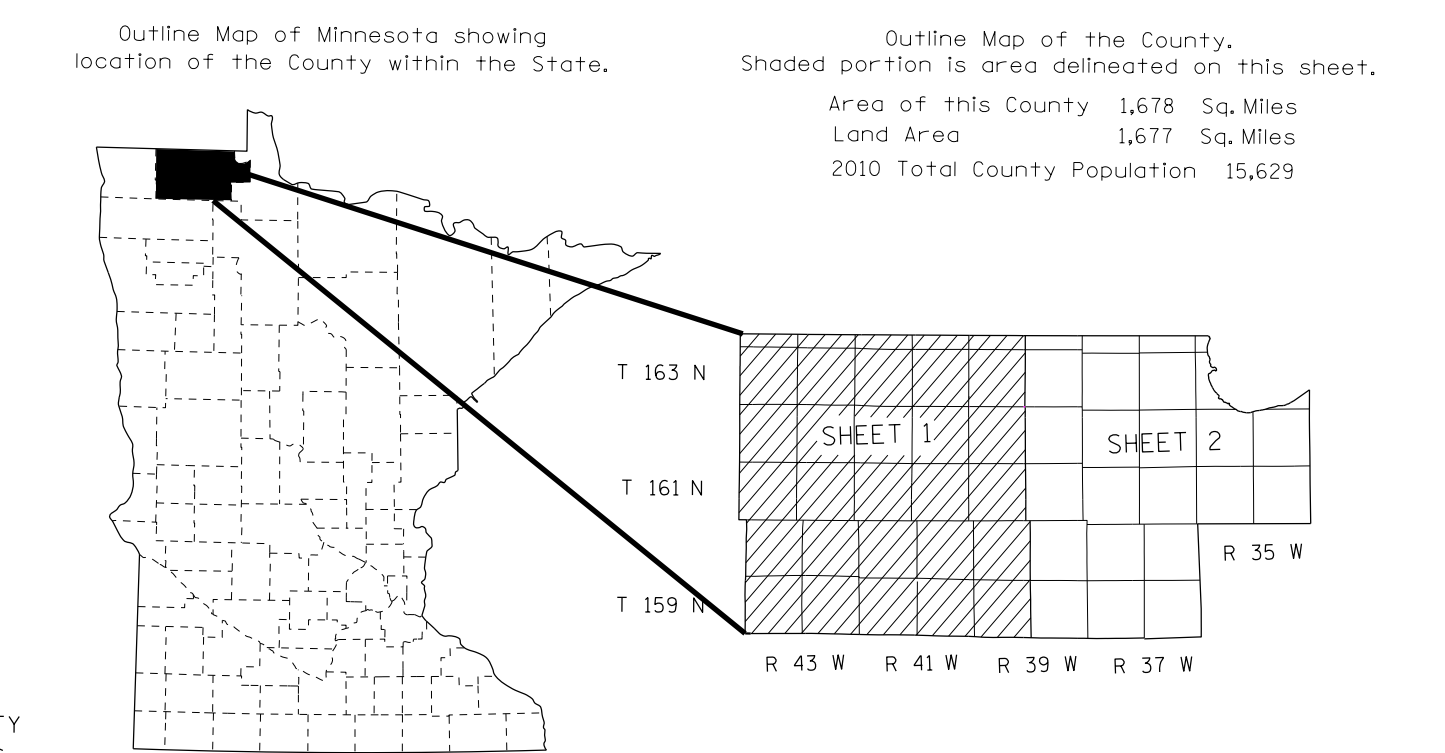 Outline Map of Minnesota showing
location of the County within the State.
Outline Map of the County.
Shaded portion is area delineated on this sheet.
Area of this County 1,678 Sq. Miles
Land Area 1,677 Sq. Miles
2010 Total County Population 15,629
T 163 N
SHEET 1
SHEET 2
T 161 N
R 35 W
T 159 N
R 43 W R 41 W R 39 W R 37 W
TY